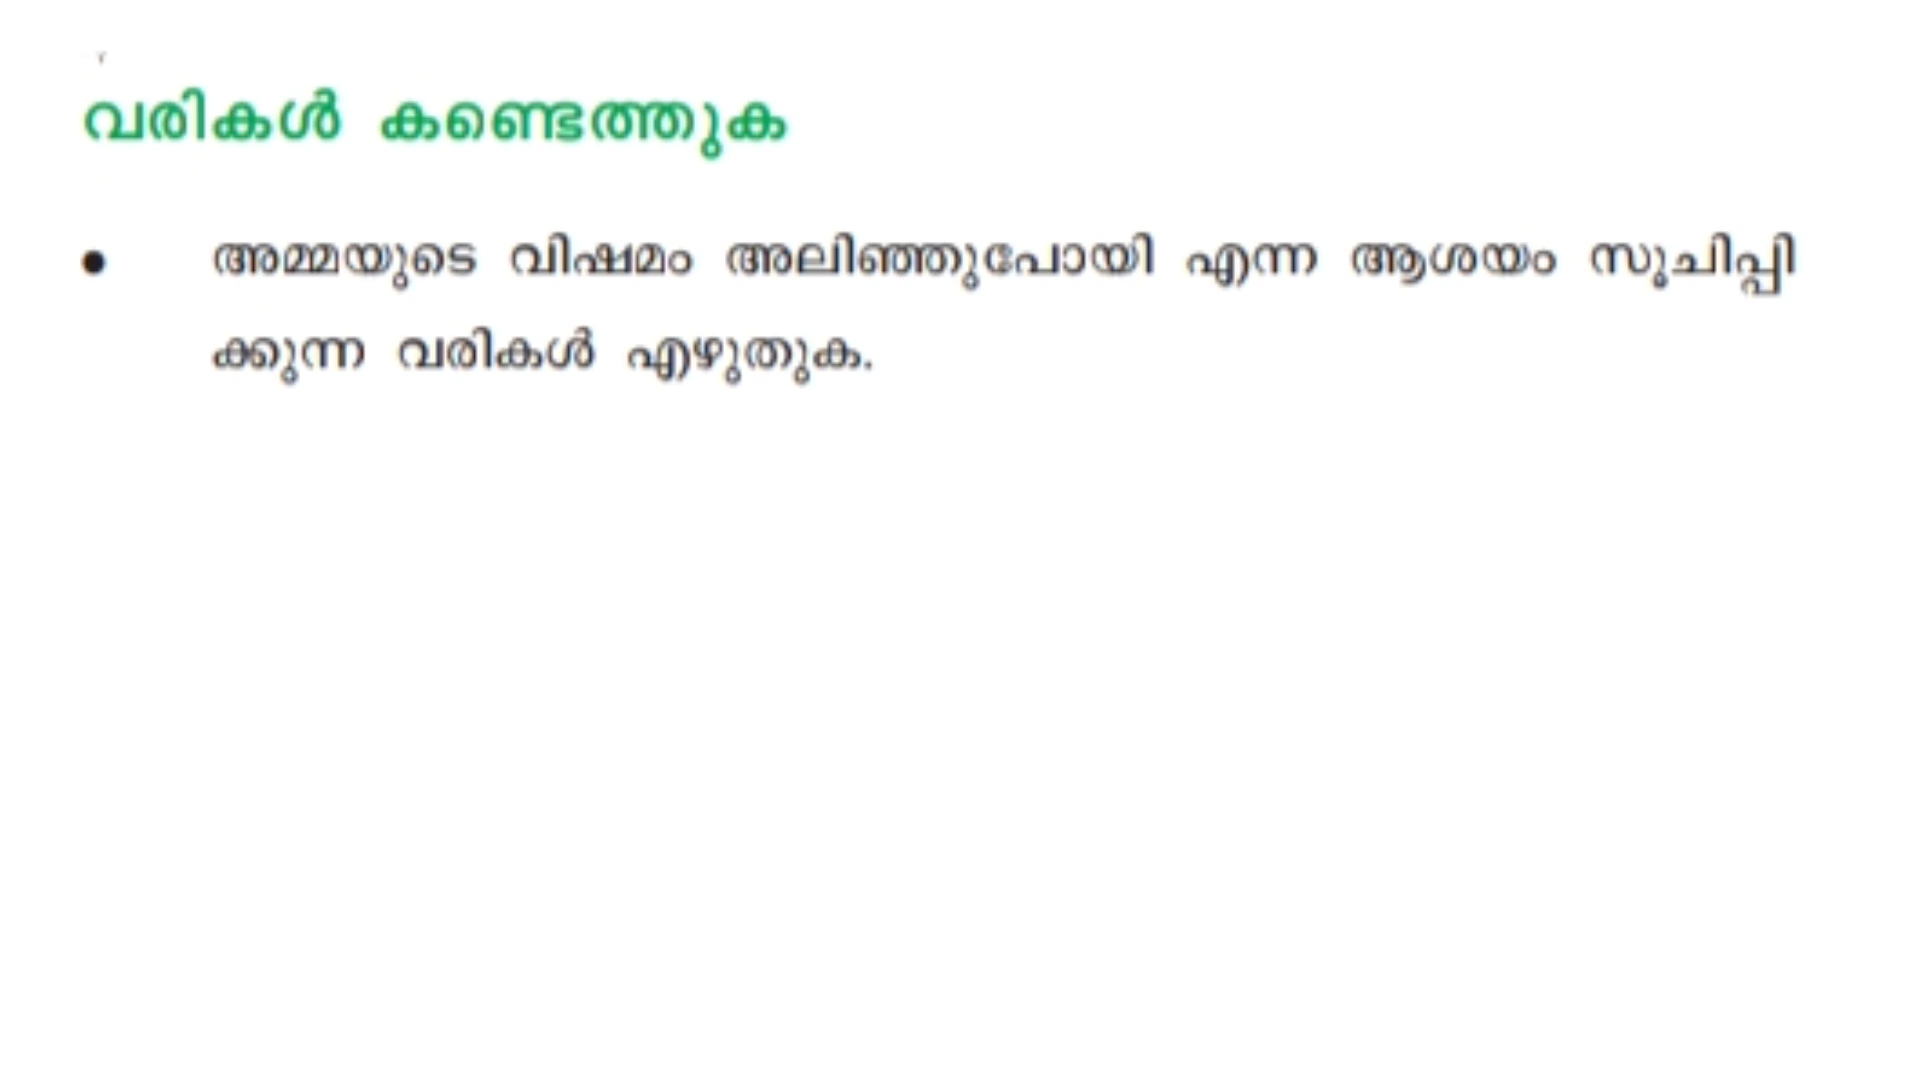 വരികൾ കണ്ടെത്തുക
• അമ്മയുടെ വിഷമം അലിഞ്ഞുപോയി എന്ന ആശയം സൂചിപ്പി
ക്കുന്ന വരികൾ എഴുതുക.